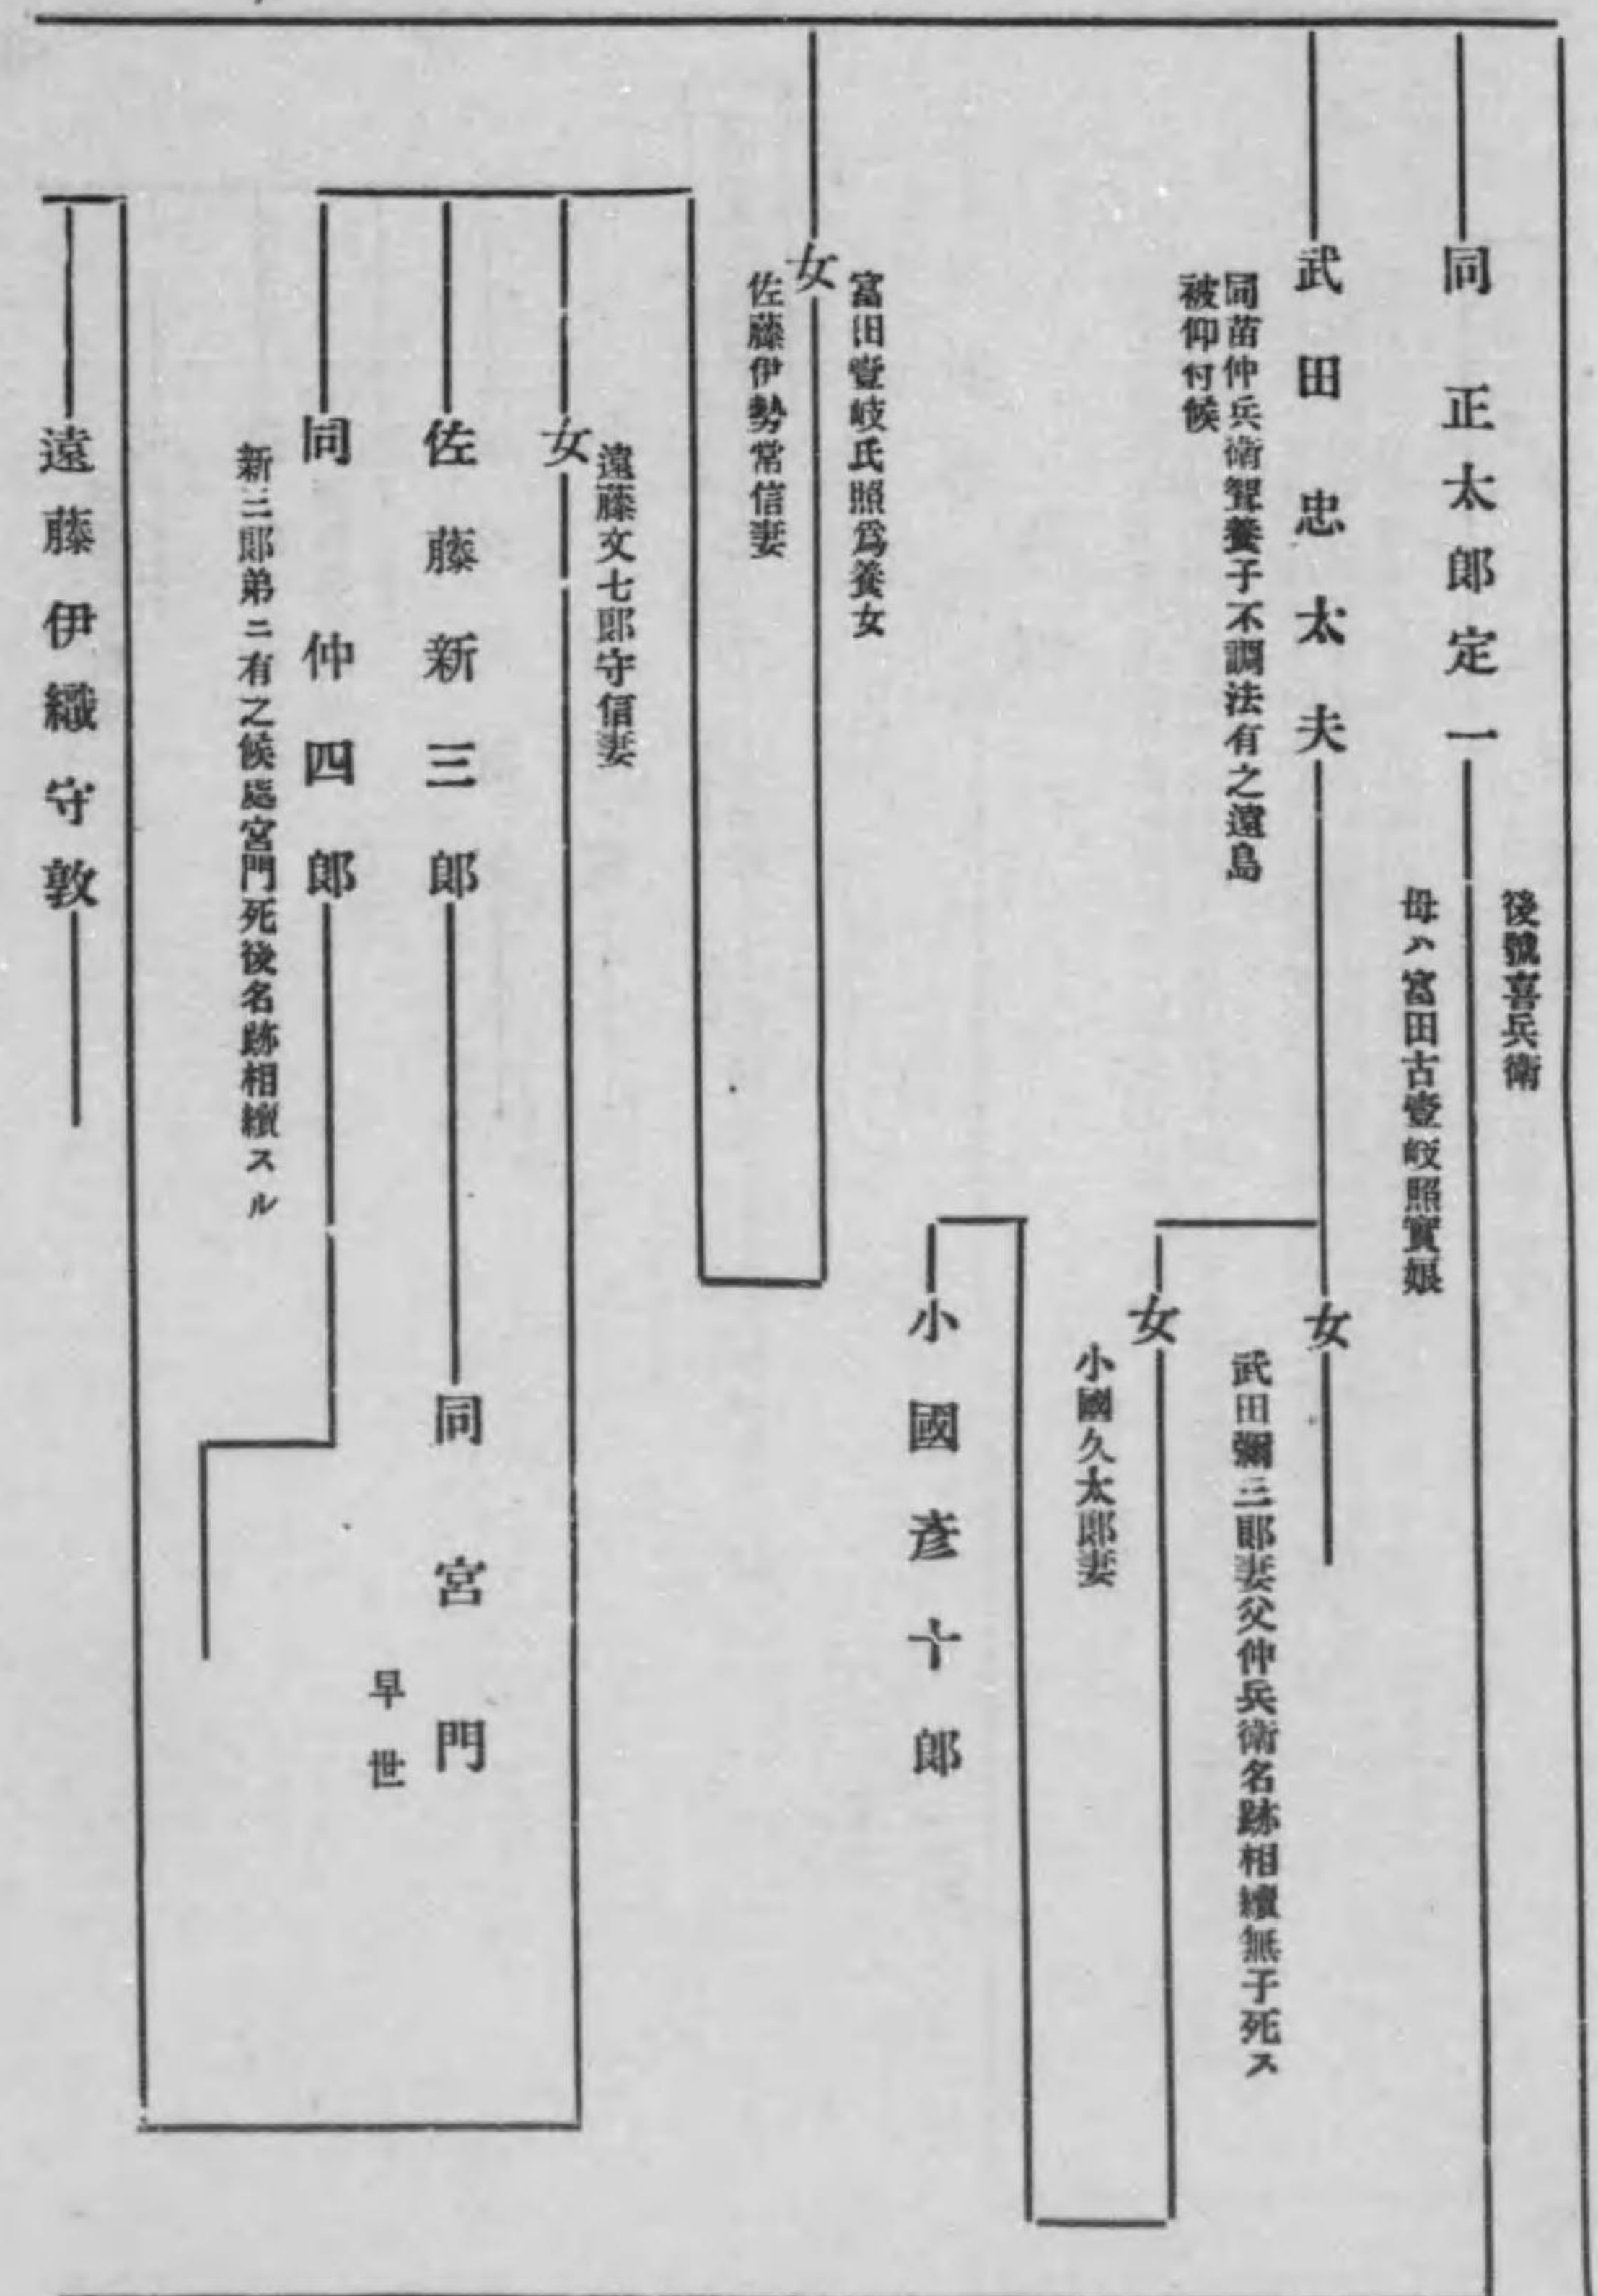 後號喜兵衛
同正太郎定一
母ハ富田古壹岐照實娘
武田忠太夫
同苗仲兵衛聟養子不調法有之遠島
被仰付候
女
武田彌三郎妻父仲兵衛名跡相續無子死ス
女
小國久太郎妻
小國彥十郎
富田壹岐氏照爲養女
女
佐藤伊勢常信妻
遠藤文七郎守信妻
女
佐藤新三郎
同宮門
早世
同仲四郎
新三郎弟ニ有之候處宮門死後名跡相續スル
遠藤伊織守敦